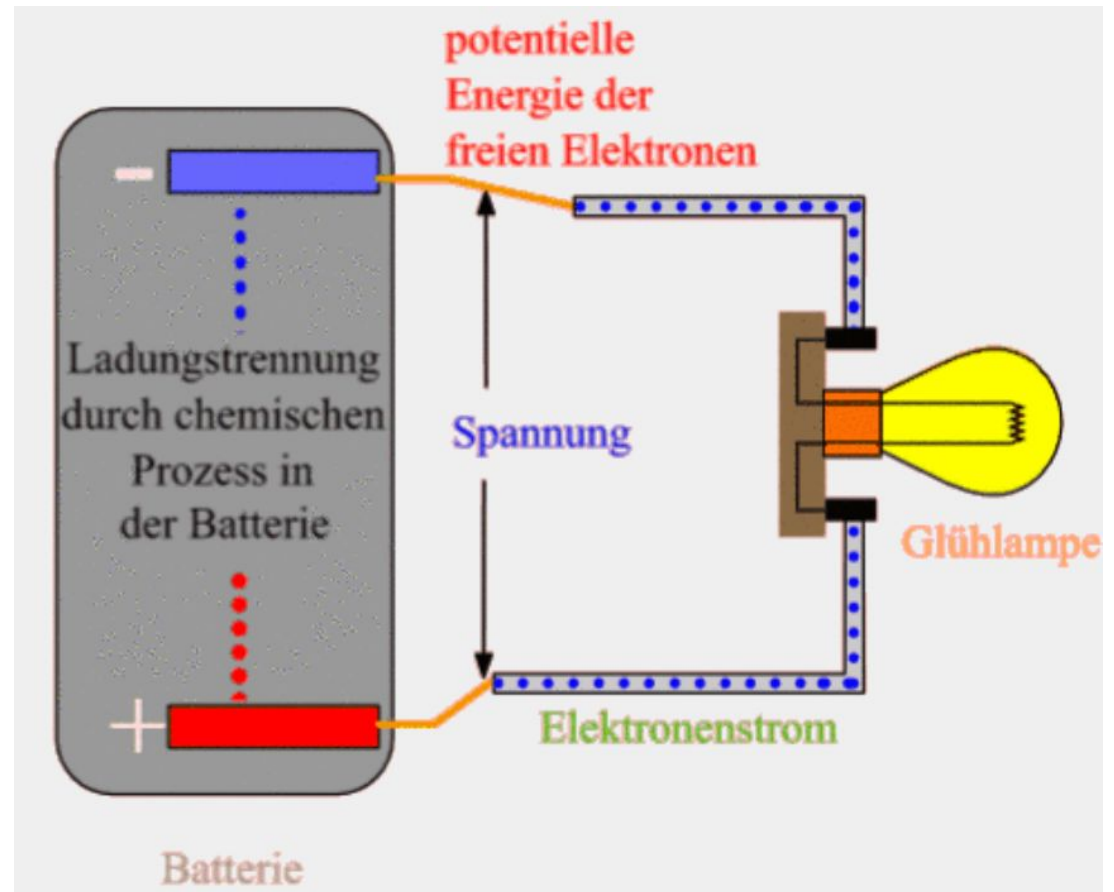 potentielle
Energie der
freien Elektronen
-
Ladungstrennung
durch chemischen
Prozess in
der Batterie
Spannung
Glühlampe
+
Elektronenstrom
Batterie